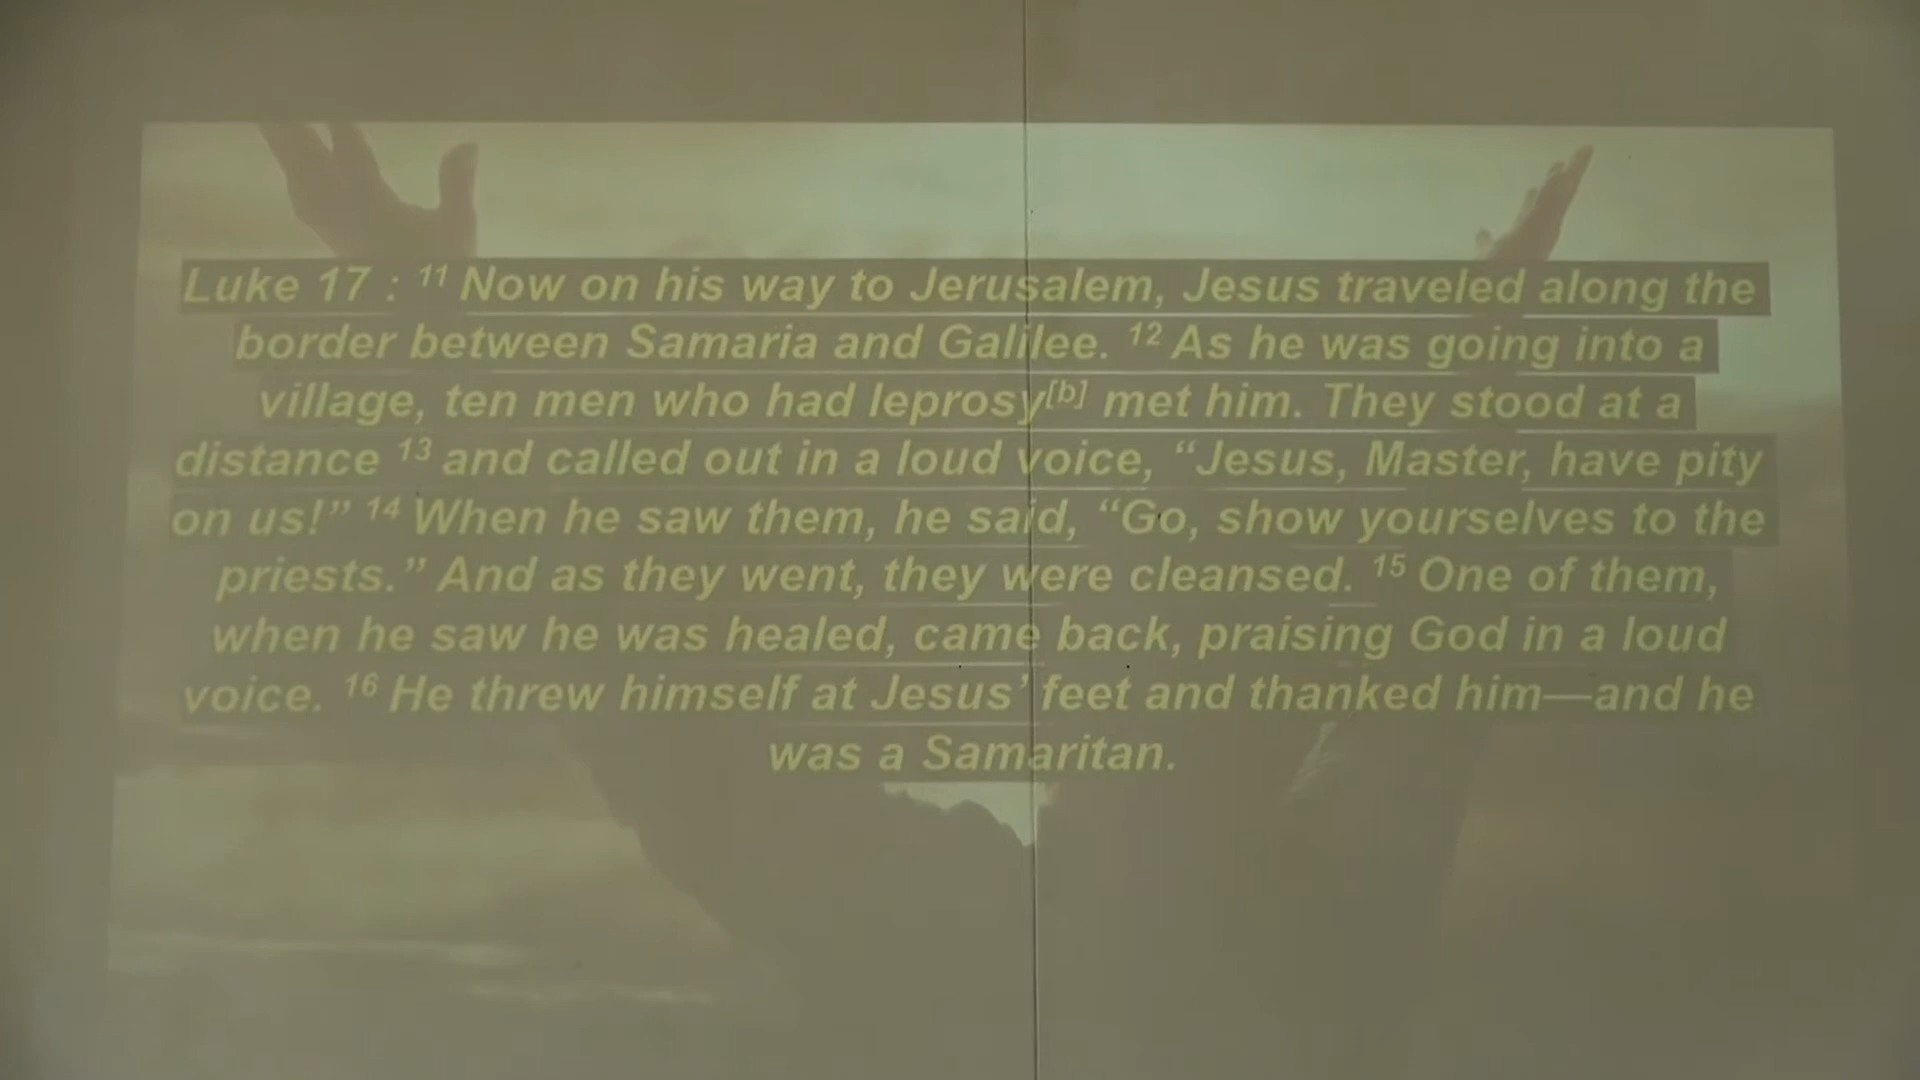 Luke 17 : 11 Now on his way to Jerusalem, Jesus traveled along the
border between Samaria and Galilee. 12 As he was going into a
village, ten men who had leprosy[b] met him. They stood at a
distance 13 and called out in a loud voice, “Jesus, Master, have pity
on us!” 14 When he saw them, he said, “Go, show yourselves to the
priests.” And as they went, they were cleansed. 15 One of them,
when he saw he was healed, came back, praising God in a loud
voice. 16 He threw himself at Jesus’ feet and thanked him—and he
was a Samaritan.